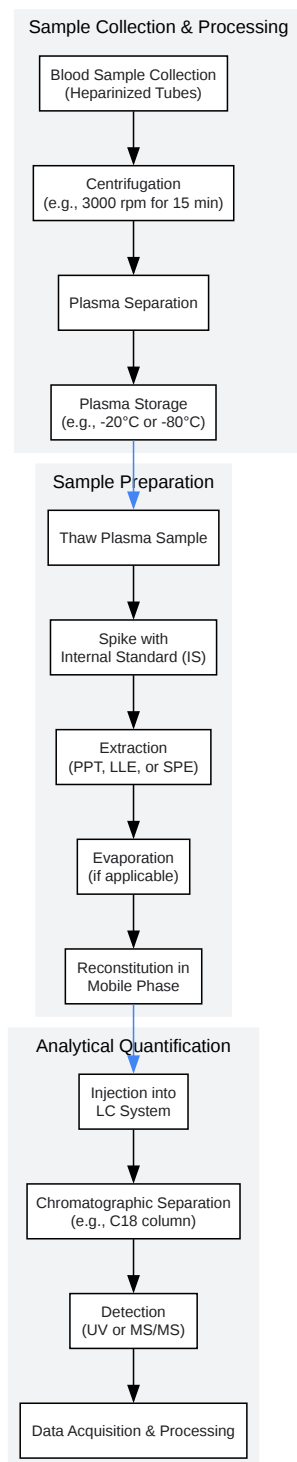 Sample Collection & Processing
Blood Sample Collection
(Heparinized Tubes)
Centrifugation
(e.g., 3000 rpm for 15 min)
Plasma Separation
Plasma Storage
(e.g., -20°C or -80°C)
Sample Preparation
Thaw Plasma Sample
Spike with
Internal Standard (IS)
Extraction
(PPT, LLE, or SPE)
Evaporation
(if applicable)
Reconstitution in
Mobile Phase
Analytical Quantification
Injection into
LC System
Chromatographic Separation
(e.g., C18 column)
Detection
(UV or MS/MS)
Data Acquisition & Processing